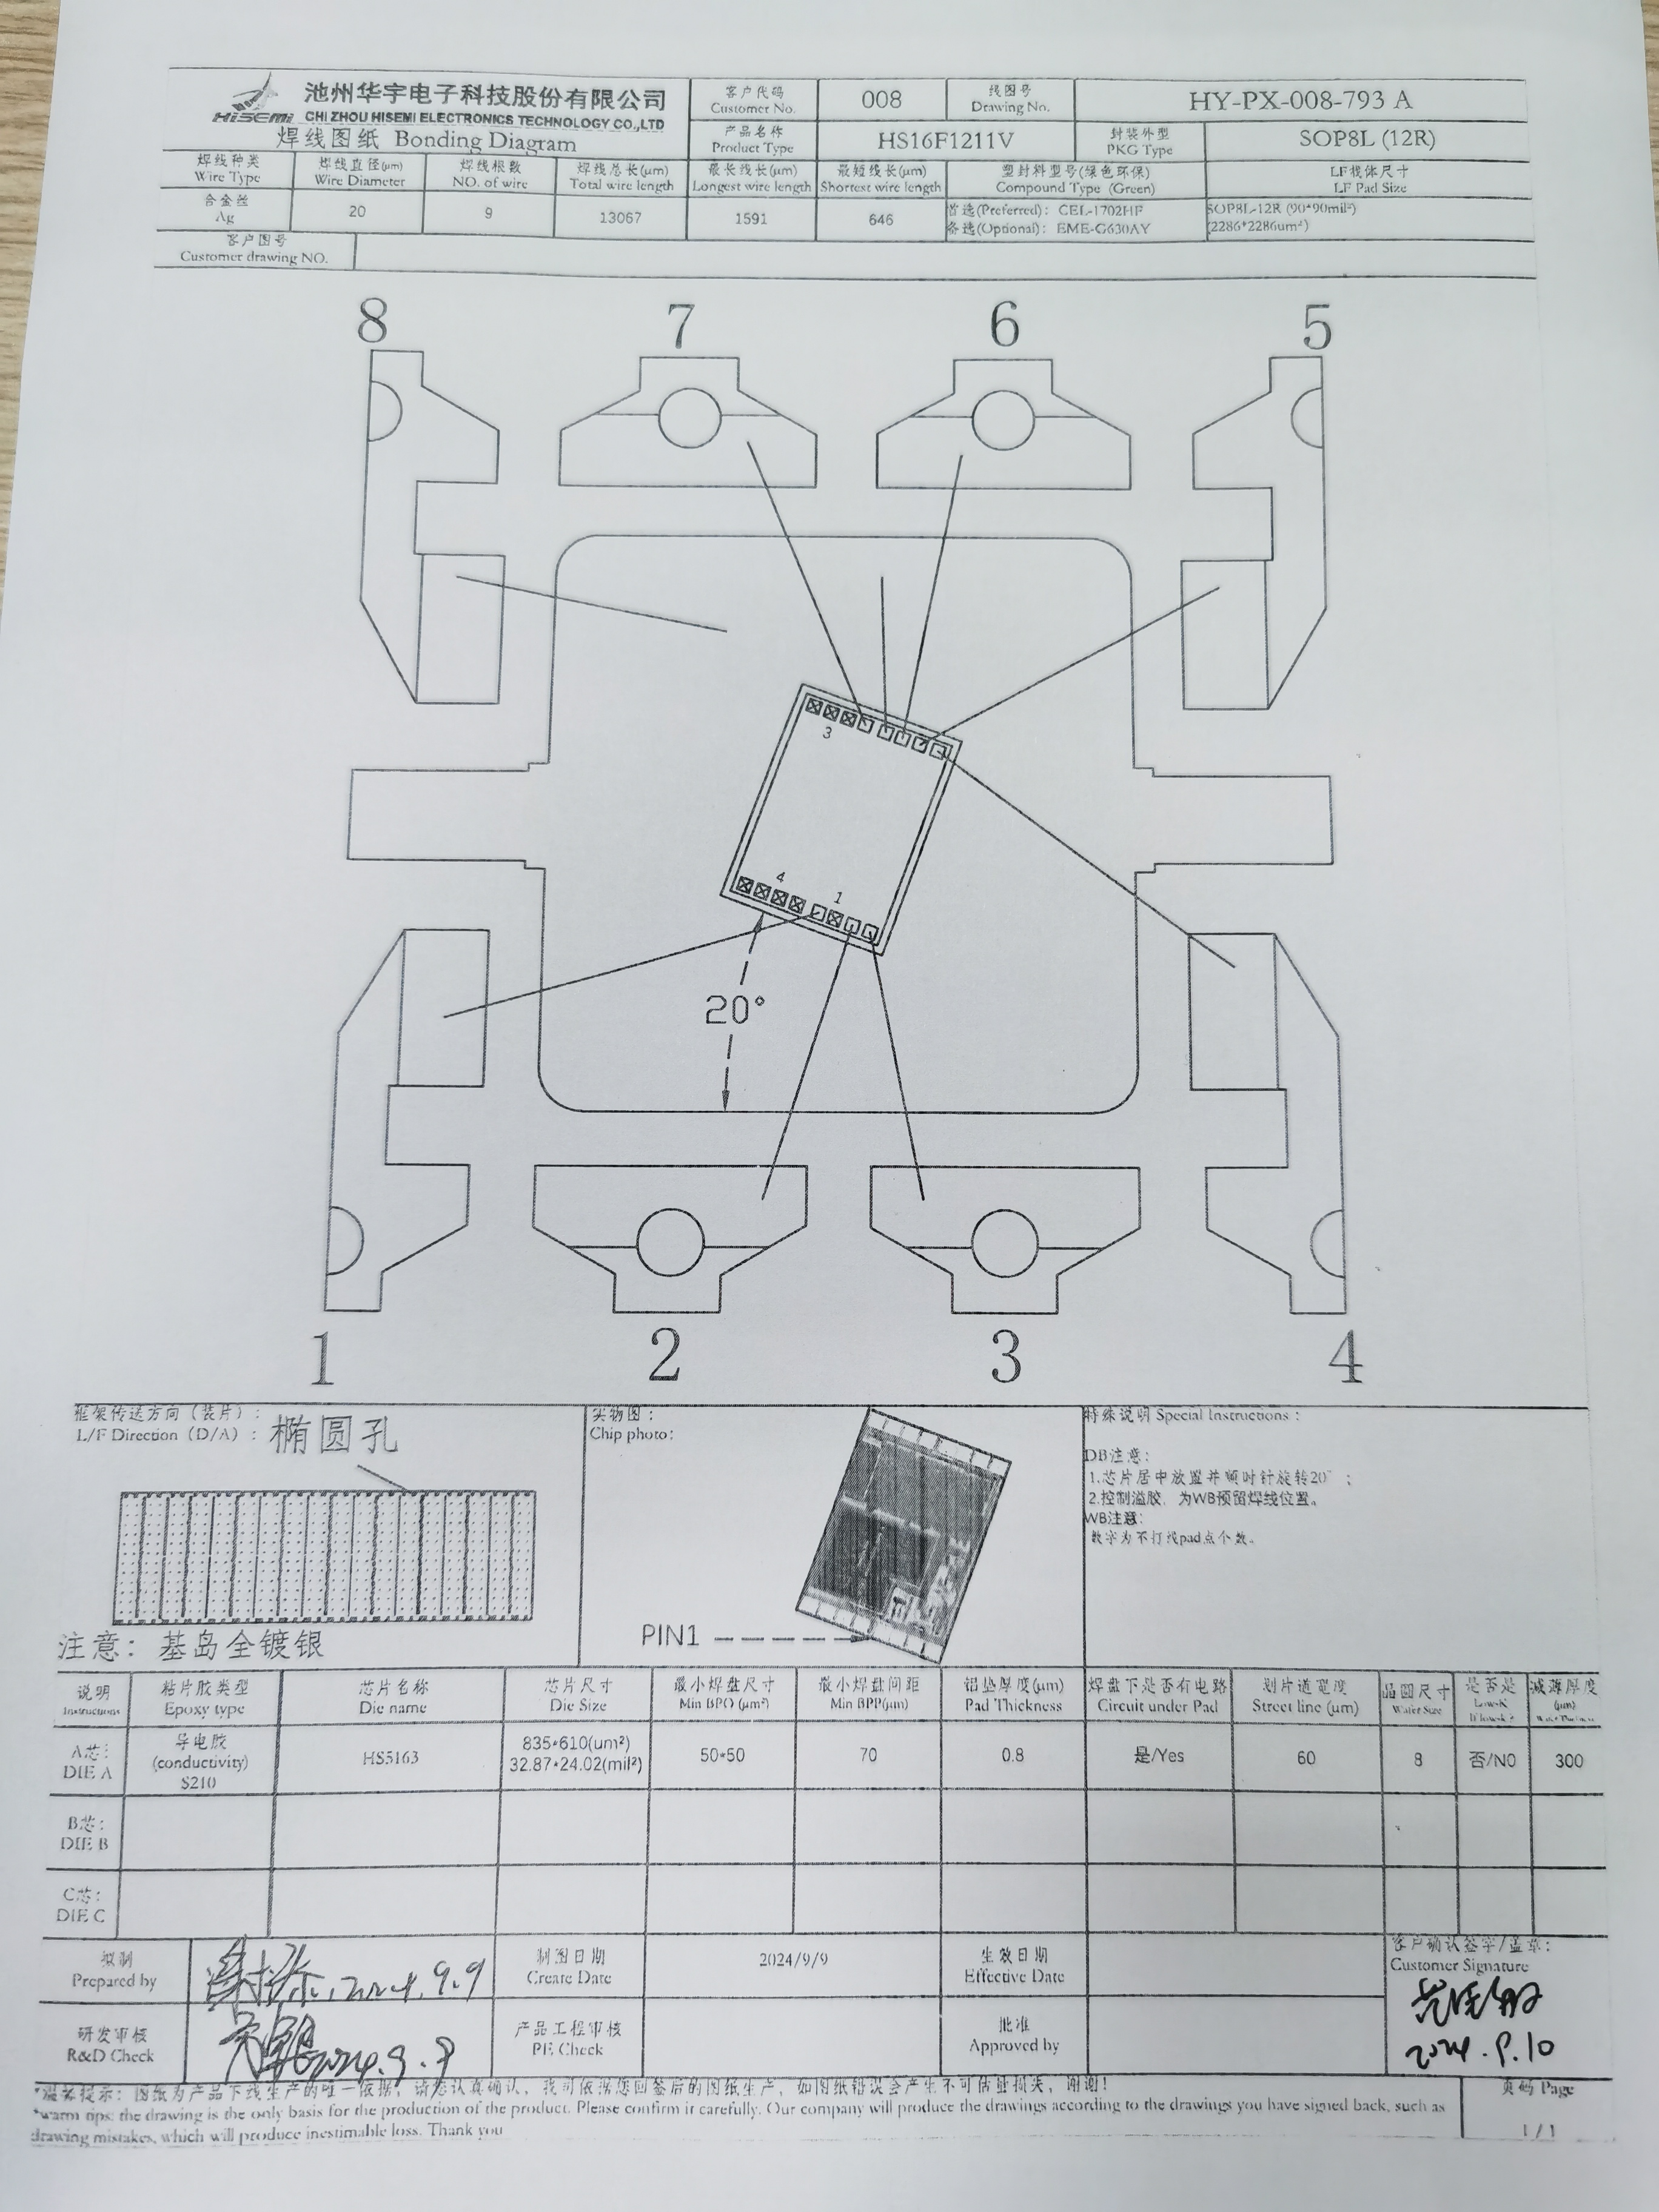 HiSEMi 池州华宇电子科技股份有限公司
CHI ZHOU HISEMI ELECTRONICS TECHNOLOGY CO.,LTD
焊线图纸 Bonding Diagram
客户代码 Customer No. 008
线图号 Drawing No. HY-PX-008-793 A
产品名称 Product Type HS16F1211V
封装外型 PKG Type SOP8L (12R)
焊线种类 Wire Type
焊线直径(μm) Wire Diameter
焊线根数 NO. of wire
焊线总长(μm) Total wire length
最长线长(μm) Longest wire length
最短线长(μm) Shortest wire length
塑封料型号(绿色环保) Compound Type (Green)
LF Pad Size
合金丝 Ag
20
9
13067
1591
646
首选(Preferred): CEL-1702HF
备选(Optional): EME-G630AY
SOP8L-12R (90*90mil²)
(2286*2286um²)
客户图号
Customer drawing NO.
8 7 6 5
3
4 1
20°
1 2 3 4
框架传送方向(装片):
L/F Direction (D/A): 椭圆孔
注意: 基岛全镀银
实物图:
Chip photo:
PIN1
特殊说明 Special Instructions :
DB注意:
1.芯片居中放置并顺时针旋转20° ;
2.控制溢胶, 为WB预留焊线位置。
WB注意:
数字为不打线pad点个数。
说明 Instructions
粘片胶类型 Epoxy type
芯片名称 Die name
芯片尺寸 Die Size
最小焊盘尺寸 Min BPO (μm²)
最小焊盘间距 Min BPP(μm)
铝垫厚度(μm) Pad Thickness
焊盘下是否有电路 Circuit under Pad
划片道宽度 Street line (μm)
晶圆尺寸 Wafer Size
是否是 Low-K
减薄厚度 (μm)
A芯: DIE A
导电胶 (conductivity) S210
HS5163
835*610(um²)
32.87*24.02(mil²)
50*50
70
0.8
是/Yes
60
8
否/NO
300
B芯:
DIE B
C芯:
DIE C
拟制 Prepared by
2024.9.9
制图日期 Create Date
2024/9/9
生效日期 Effective Date
客户确认签字/盖章:
Customer Signature
2024.9.10
研发审核 R&D Check
2024.9.9
产品工程审核 PE Check
批准 Approved by
*温馨提示: 图纸为产品下线生产的唯一依据, 请您认真确认, 我司依据您回签后的图纸生产, 如图纸错误会产生不可估量损失, 谢谢!
*warm tips: the drawing is the only basis for the production of the product. Please confirm it carefully. Our company will produce the drawings according to the drawings you have signed back, such as
drawing mistakes, which will produce inestimable loss. Thank you
页码 Page
1 / 1